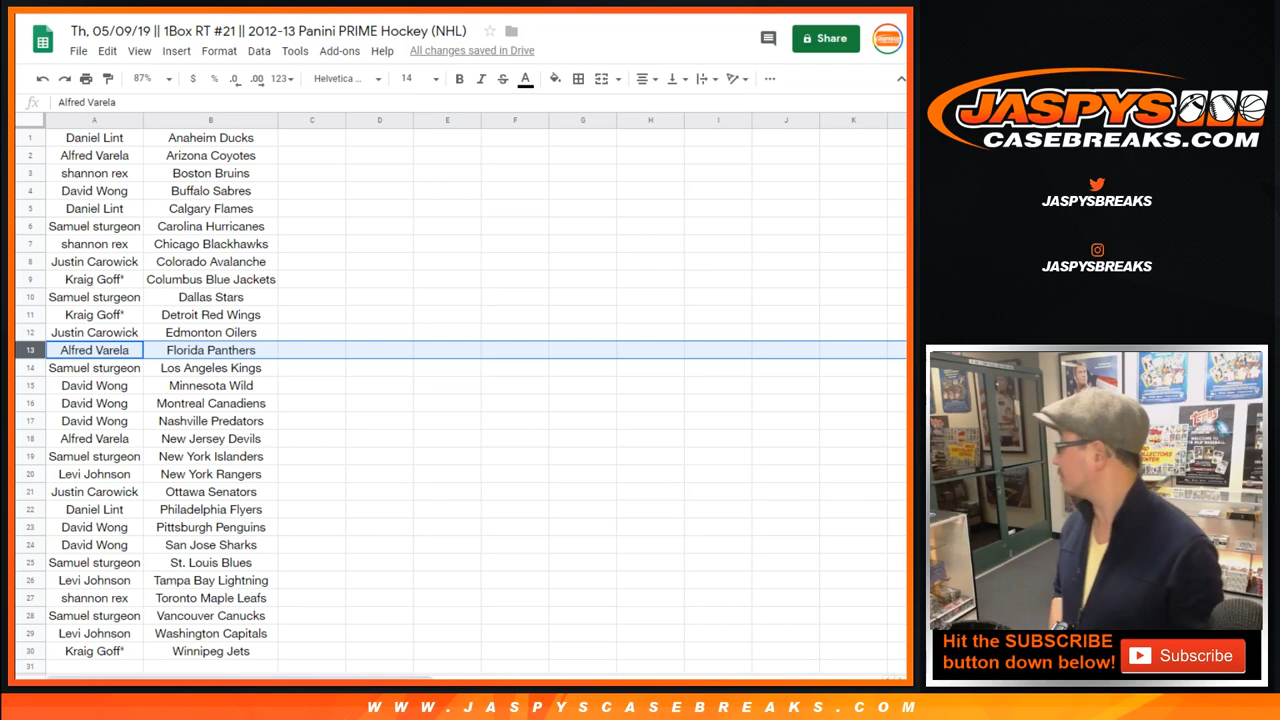 Th, 05/09/19 || 1Box RT #21 || 2012-13 Panini PRIME Hockey (NHL)
File Edit View Insert Format Data Tools Add-ons Help All changes saved in Drive
Share
87% $ % .0 .00 123 Helvetica ... 14 B I S A
fx Alfred Varela
A B C D E F G H I J K
1 Daniel Lint Anaheim Ducks
2 Alfred Varela Arizona Coyotes
3 shannon rex Boston Bruins
4 David Wong Buffalo Sabres
5 Daniel Lint Calgary Flames
6 Samuel sturgeon Carolina Hurricanes
7 shannon rex Chicago Blackhawks
8 Justin Carowick Colorado Avalanche
9 Kraig Goff* Columbus Blue Jackets
10 Samuel sturgeon Dallas Stars
11 Kraig Goff* Detroit Red Wings
12 Justin Carowick Edmonton Oilers
13 Alfred Varela Florida Panthers
14 Samuel sturgeon Los Angeles Kings
15 David Wong Minnesota Wild
16 David Wong Montreal Canadiens
17 David Wong Nashville Predators
18 Alfred Varela New Jersey Devils
19 Samuel sturgeon New York Islanders
20 Levi Johnson New York Rangers
21 Justin Carowick Ottawa Senators
22 Daniel Lint Philadelphia Flyers
23 David Wong Pittsburgh Penguins
24 David Wong San Jose Sharks
25 Samuel sturgeon St. Louis Blues
26 Levi Johnson Tampa Bay Lightning
27 shannon rex Toronto Maple Leafs
28 Samuel sturgeon Vancouver Canucks
29 Levi Johnson Washington Capitals
30 Kraig Goff* Winnipeg Jets
31
JASPYS
CASEBREAKS.COM
JASPYSBREAKS
JASPYSBREAKS
TOPPS
Hit the SUBSCRIBE
button down below!
Subscribe
WWW.JASPYSCASEBREAKS.COM